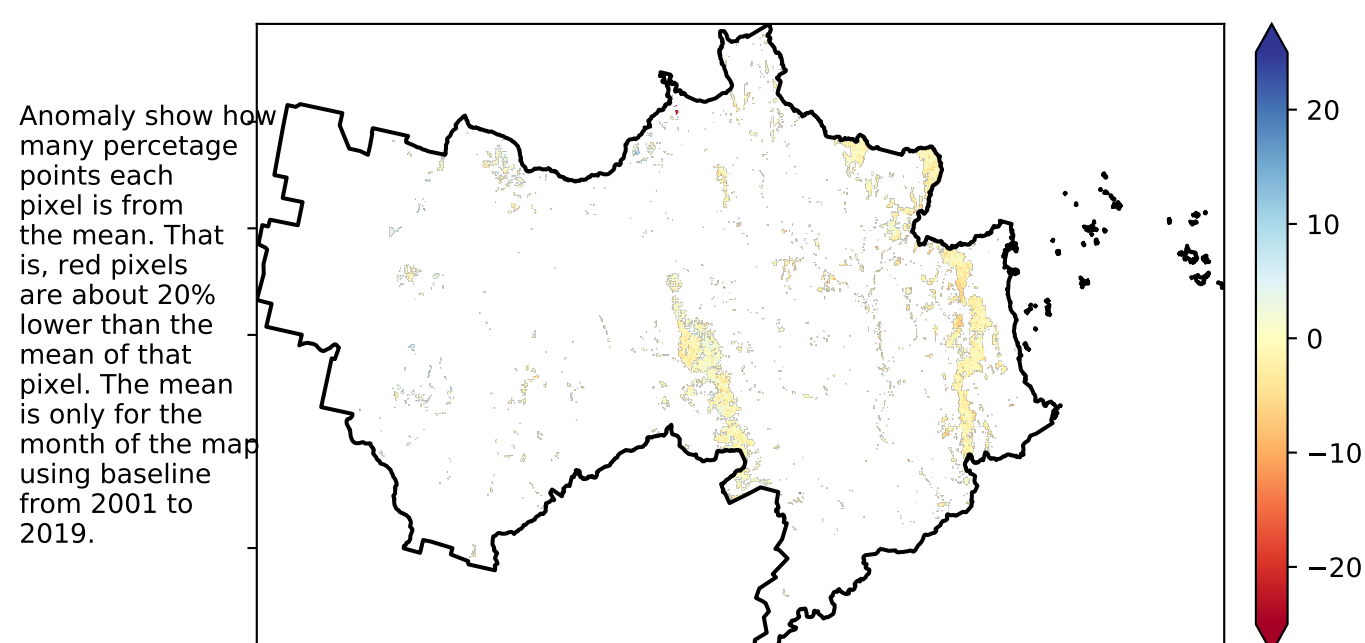 Anomaly show how
many percetage
points each
pixel is from
the mean. That
is, red pixels
are about 20%
lower than the
mean of that
pixel. The mean
is only for the
month of the map
using baseline
from 2001 to
2019.
20
10
0
−10
−20